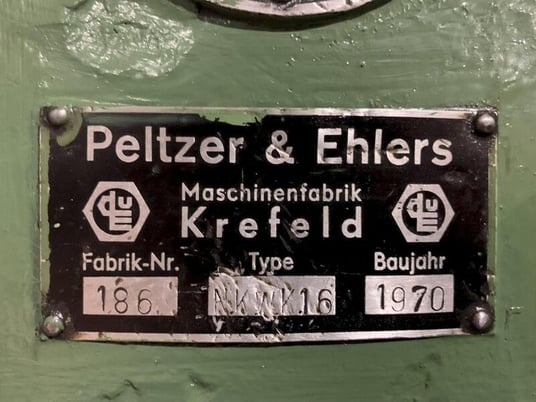 Peltzer & Ehlers
Maschinenfabrik
Krefeld
Fabrik-Nr. Type Baujahr
186. NKWK16 1970